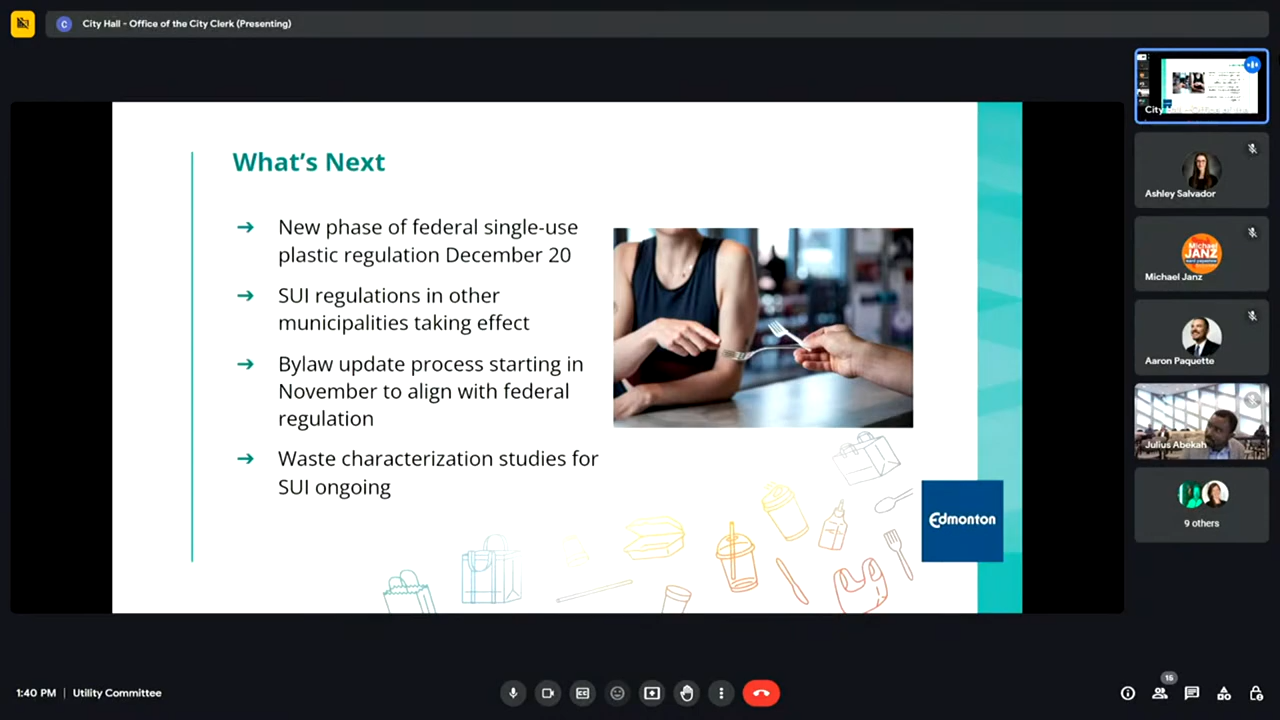 C City Hall - Office of the City Clerk (Presenting)
What's Next
➔ New phase of federal single-use
plastic regulation December 20
➔ SUI regulations in other
municipalities taking effect
➔ Bylaw update process starting in
November to align with federal
regulation
➔ Waste characterization studies for
SUI ongoing
Edmonton
Ashley Salvador
Michael
JANZ
Michael Janz
Aaron Paquette
Julius Abekah
9 others
1:40 PM | Utility Committee
15